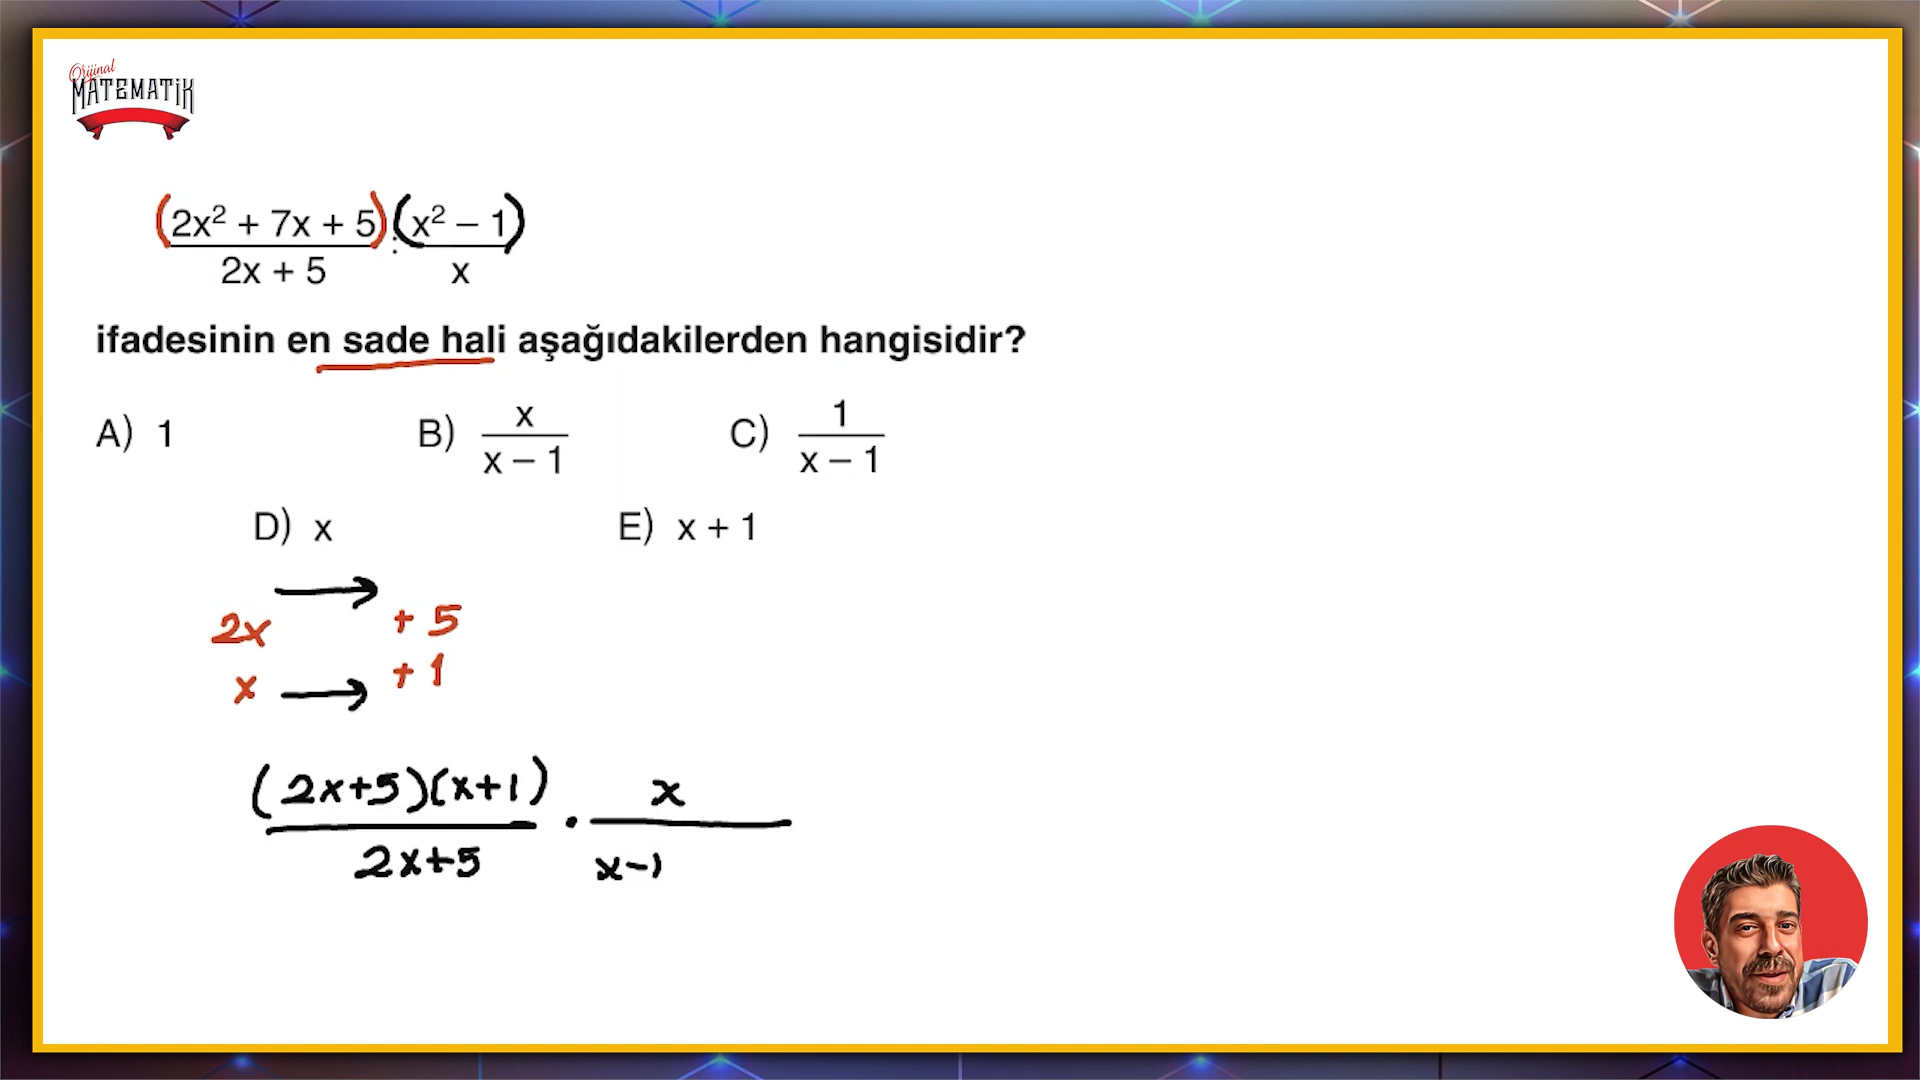 Orijinal
MATEMATİK
(2x² + 7x + 5) : (x² – 1)
2x + 5 x
ifadesinin en sade hali aşağıdakilerden hangisidir?
A) 1 B) x / x – 1 C) 1 / x – 1
D) x E) x + 1
2x → + 5
x → + 1
(2x+5)(x+1) · x
2x+5 x-1